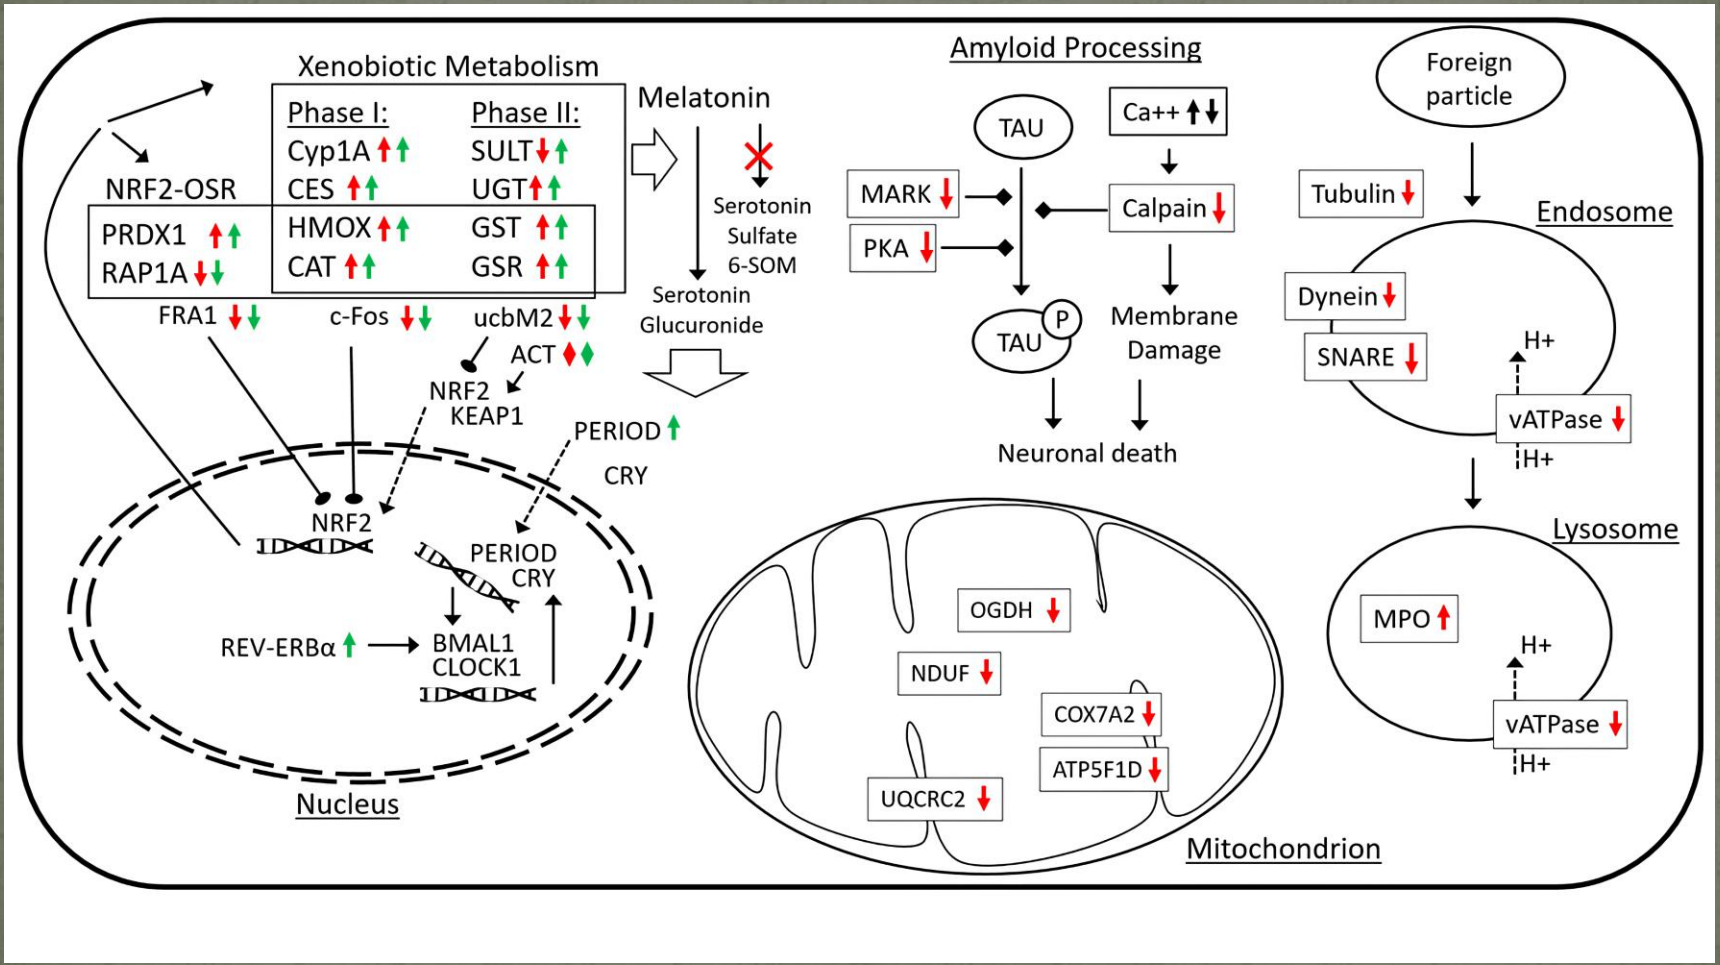 Xenobiotic Metabolism
Phase I:
Cyp1A
CES
HMOX
CAT
Phase II:
SULT
UGT
GST
GSR
NRF2-OSR
PRDX1
RAP1A
FRA1
c-Fos
ucbM2
ACT
NRF2
KEAP1
Melatonin
Serotonin
Sulfate
6-SOM
Serotonin
Glucuronide
PERIOD
CRY
NRF2
PERIOD
CRY
REV-ERBα
BMAL1
CLOCK1
Nucleus
Amyloid Processing
TAU
Ca++
MARK
Calpain
PKA
TAU
P
Membrane
Damage
Neuronal death
OGDH
NDUF
COX7A2
ATP5F1D
UQCRC2
Mitochondrion
Foreign
particle
Tubulin
Endosome
Dynein
SNARE
H+
vATPase
H+
Lysosome
MPO
H+
vATPase
H+